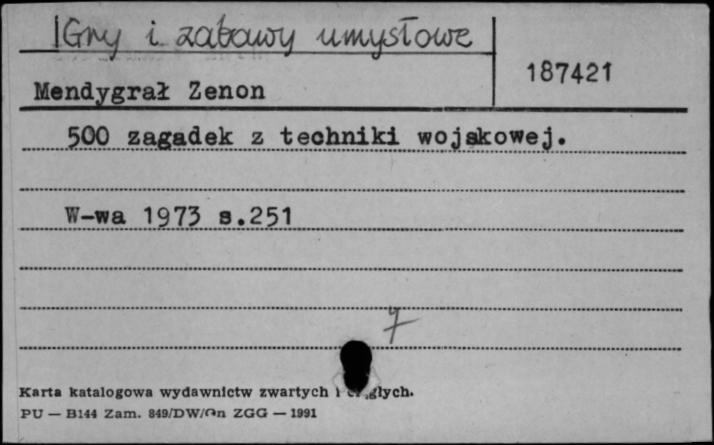 Gry i zabawy umysłowe
187421
Mendygrał Zenon
500 zagadek z techniki wojskowej.
W-wa 1973 s.251
7
Karta katalogowa wydawnictw zwartych i ciągłych.
PU — B144 Zam. 849/DW/On ZGG — 1991